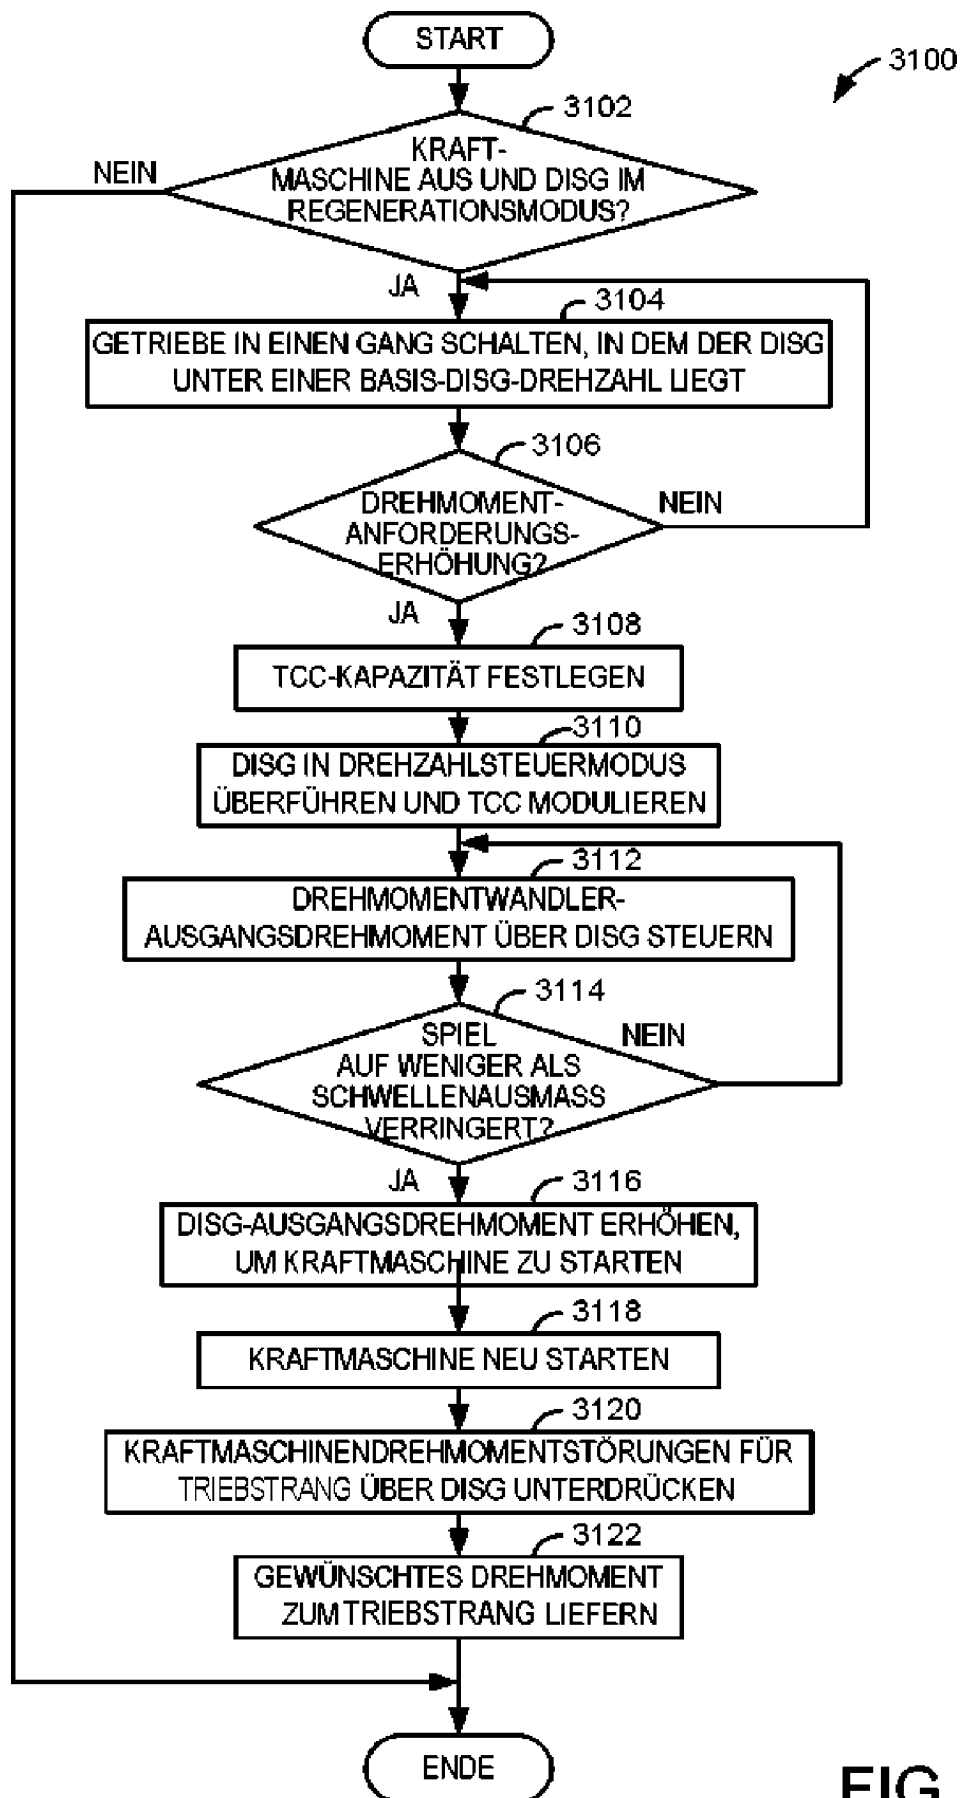 START
3100
3102
KRAFT-
MASCHINE AUS UND DISG IM
REGENERATIONSMODUS?
NEIN
JA
3104
GETRIEBE IN EINEN GANG SCHALTEN, IN DEM DER DISG
UNTER EINER BASIS-DISG-DREHZAHL LIEGT
3106
DREHMOMENT-
ANFORDERUNGS-
ERHÖHUNG?
NEIN
JA
3108
TCC-KAPAZITÄT FESTLEGEN
3110
DISG IN DREHZAHLSTEUERMODUS
ÜBERFÜHREN UND TCC MODULIEREN
3112
DREHMOMENTWANDLER-
AUSGANGSDREHMOMENT ÜBER DISG STEUERN
3114
SPIEL
AUF WENIGER ALS
SCHWELLENAUSMASS
VERRINGERT?
NEIN
JA
3116
DISG-AUSGANGSDREHMOMENT ERHÖHEN,
UM KRAFTMASCHINE ZU STARTEN
3118
KRAFTMASCHINE NEU STARTEN
3120
KRAFTMASCHINENDREHMOMENTSTÖRUNGEN FÜR
TRIEBSTRANG ÜBER DISG UNTERDRÜCKEN
3122
GEWÜNSCHTES DREHMOMENT
ZUM TRIEBSTRANG LIEFERN
ENDE
FIG